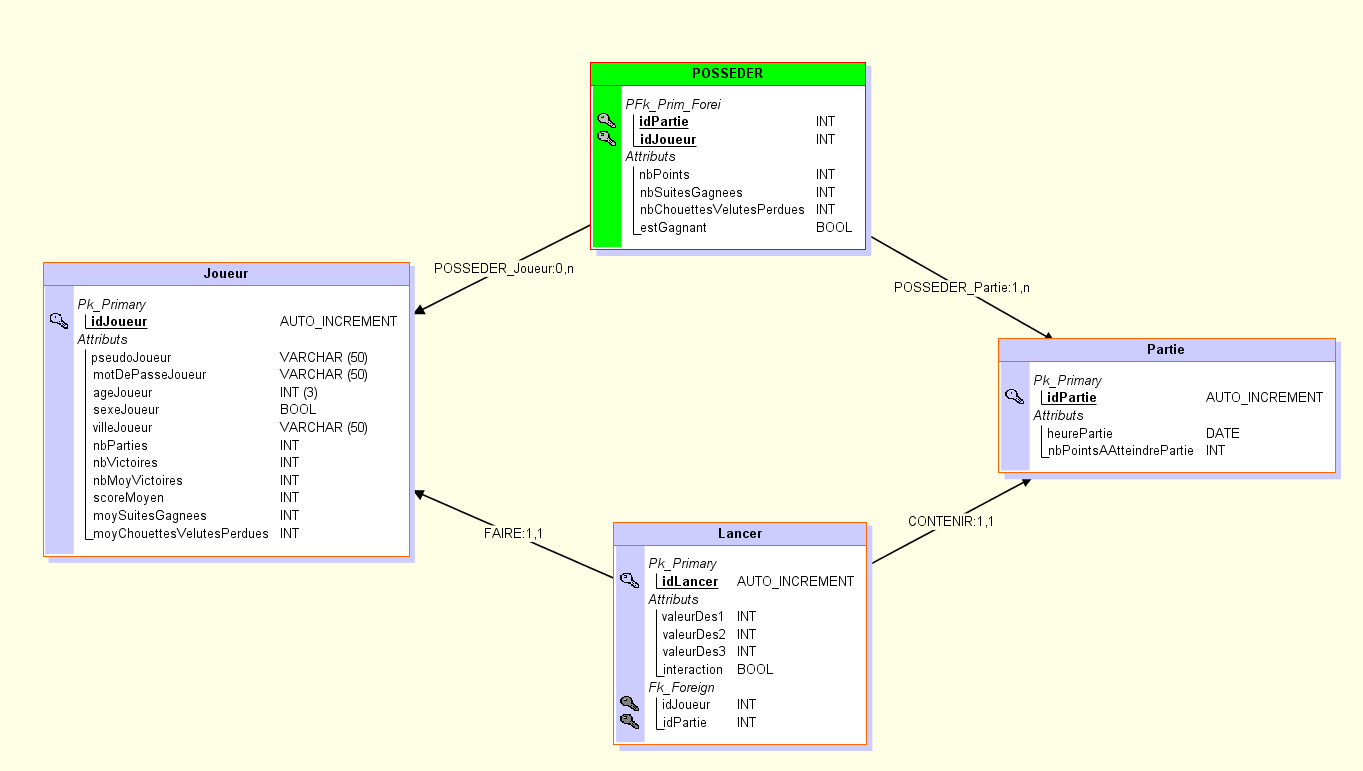 POSSEDER
PFk_Prim_Forei
idPartie INT
idJoueur INT
Attributs
nbPoints INT
nbSuitesGagnees INT
nbChouettesVelutesPerdues INT
estGagnant BOOL
POSSEDER_Joueur:0,n
POSSEDER_Partie:1,n
Joueur
Pk_Primary
idJoueur AUTO_INCREMENT
Attributs
pseudoJoueur VARCHAR (50)
motDePasseJoueur VARCHAR (50)
ageJoueur INT (3)
sexeJoueur BOOL
villeJoueur VARCHAR (50)
nbParties INT
nbVictoires INT
nbMoyVictoires INT
scoreMoyen INT
moySuitesGagnees INT
moyChouettesVelutesPerdues INT
Partie
Pk_Primary
idPartie AUTO_INCREMENT
Attributs
heurePartie DATE
nbPointsAAtteindrePartie INT
FAIRE:1,1
CONTENIR:1,1
Lancer
Pk_Primary
idLancer AUTO_INCREMENT
Attributs
valeurDes1 INT
valeurDes2 INT
valeurDes3 INT
interaction BOOL
Fk_Foreign
idJoueur INT
idPartie INT